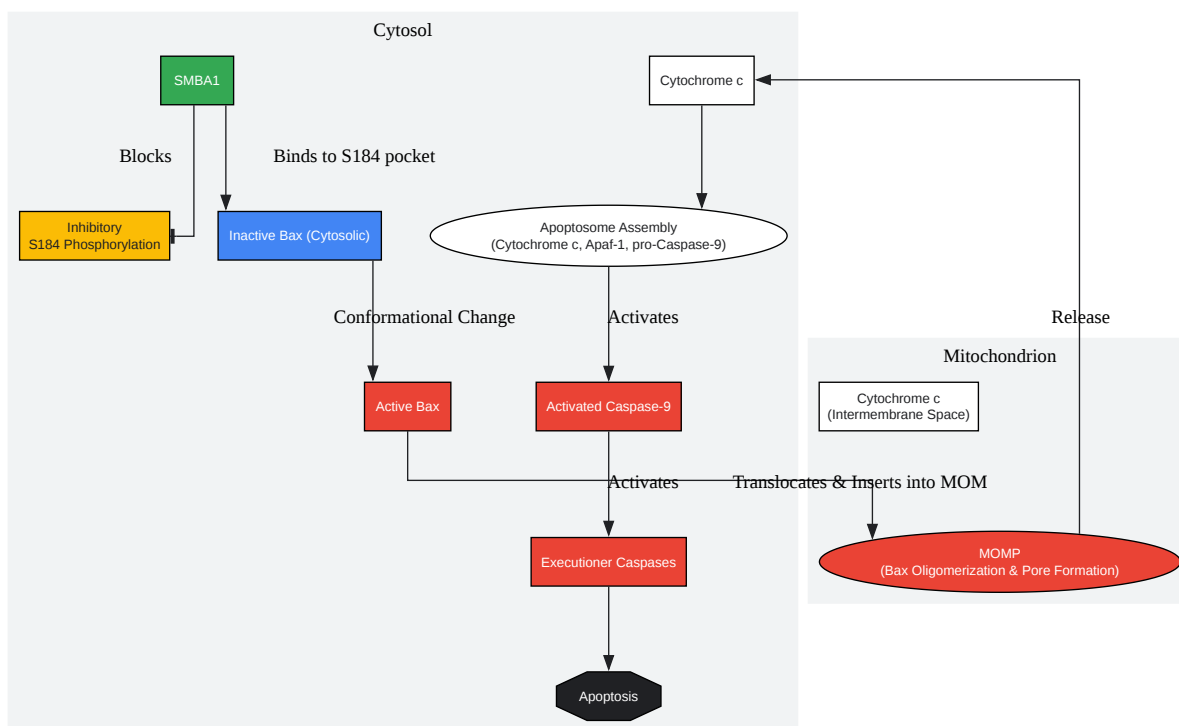 Cytosol
SMBA1
Cytochrome c
Blocks
Binds to S184 pocket
Inhibitory
S184 Phosphorylation
Inactive Bax (Cytosolic)
Apoptosome Assembly
(Cytochrome c, Apaf-1, pro-Caspase-9)
Conformational Change
Activates
Release
Mitochondrion
Active Bax
Activated Caspase-9
Cytochrome c
(Intermembrane Space)
Activates
Translocates & Inserts into MOM
Executioner Caspases
MOMP
(Bax Oligomerization & Pore Formation)
Apoptosis